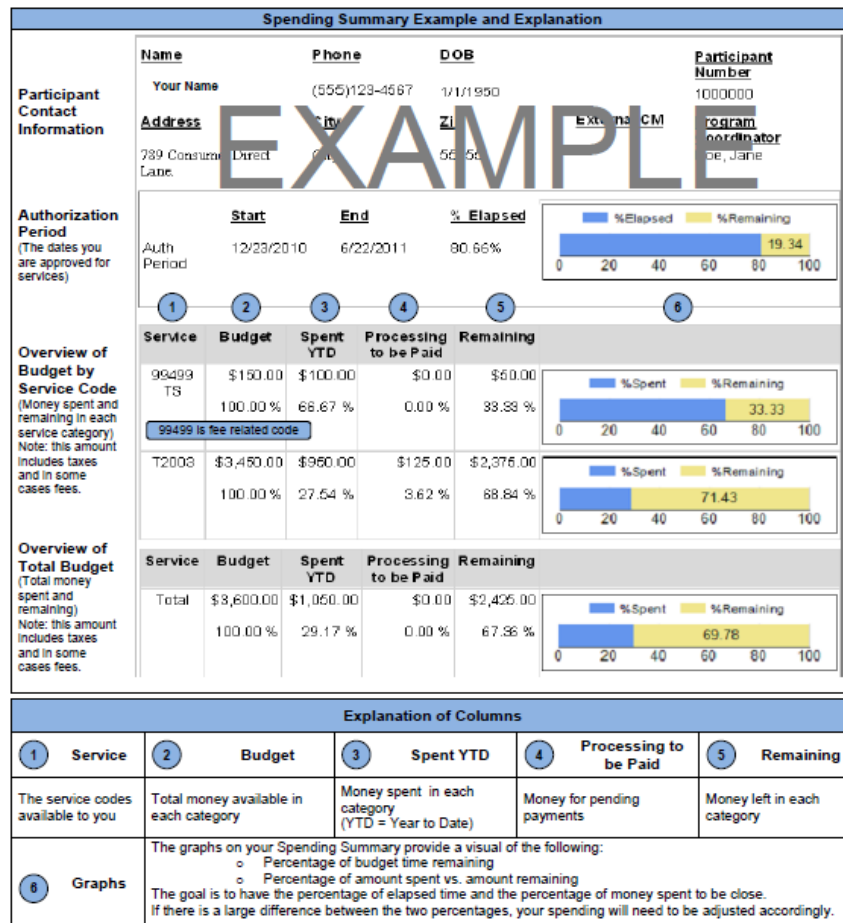 Spending Summary Example and Explanation
Participant
Contact
Information
Name Phone DOB Participant
Number
Your Name (555)123-4567 1/1/1950 1000000
EXAMPLE
Address City External CM Program
Coordinator
789 Consumer Direct
Lane. Doe, Jane
Authorization
Period
(The dates you
are approved for
services)
Start End % Elapsed
Auth
Period 12/23/2010 6/22/2011 80.66%
%Elapsed %Remaining
19.34
0 20 40 60 80 100
1 2 3 4 5 6
Overview of
Budget by
Service Code
(Money spent and
remaining in each
service category)
Note: this amount
includes taxes
and in some
cases fees.
Service Budget Spent
YTD Processing
to be Paid Remaining
99499
TS $150.00 $100.00 $0.00 $50.00
100.00 % 66.67 % 0.00 % 33.33 %
99499 is fee related code
%Spent %Remaining
33.33
0 20 40 60 80 100
T2003 $3,450.00 $950.00 $125.00 $2,375.00
100.00 % 27.54 % 3.62 % 68.84 %
%Spent %Remaining
71.43
0 20 40 60 80 100
Overview of
Total Budget
(Total money
spent and
remaining)
Note: this amount
includes taxes
and in some
cases fees.
Service Budget Spent
YTD Processing
to be Paid Remaining
Total $3,600.00 $1,050.00 $0.00 $2,425.00
100.00 % 29.17 % 0.00 % 67.36 %
%Spent %Remaining
69.78
0 20 40 60 80 100
Explanation of Columns
1 Service 2 Budget 3 Spent YTD 4 Processing to
be Paid 5 Remaining
The service codes
available to you
Total money available in
each category
Money spent in each
category
(YTD = Year to Date)
Money for pending
payments
Money left in each
category
6 Graphs
The graphs on your Spending Summary provide a visual of the following:
o Percentage of budget time remaining
o Percentage of amount spent vs. amount remaining
The goal is to have the percentage of elapsed time and the percentage of money spent to be close.
If there is a large difference between the two percentages, your spending will need to be adjusted accordingly.